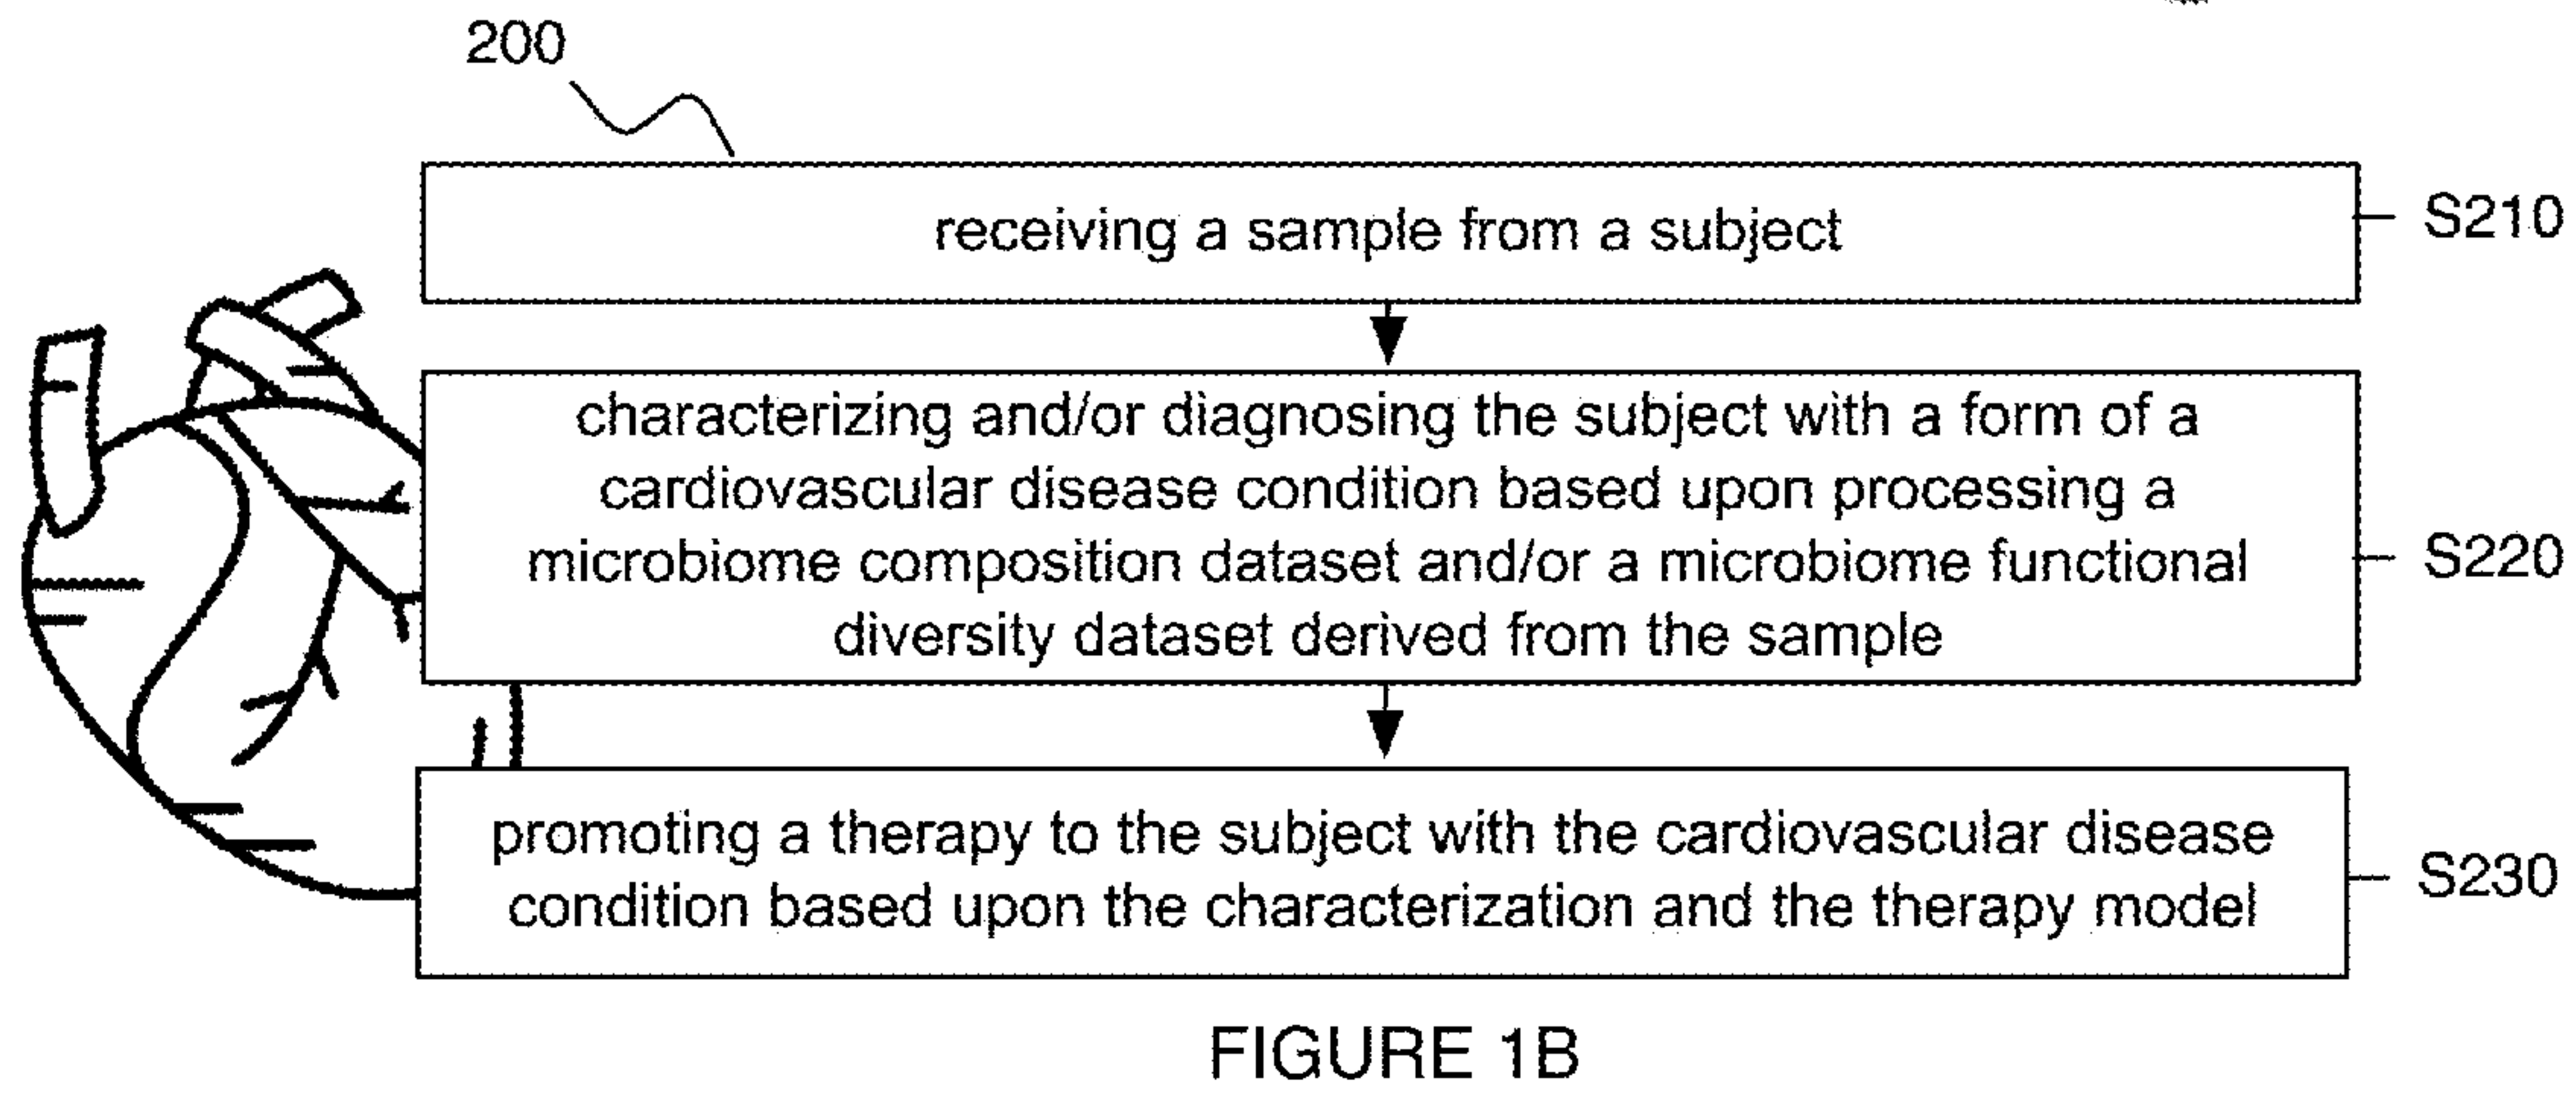 200
receiving a sample from a subject
S210
characterizing and/or diagnosing the subject with a form of a
cardiovascular disease condition based upon processing a
microbiome composition dataset and/or a microbiome functional
diversity dataset derived from the sample
S220
promoting a therapy to the subject with the cardiovascular disease
condition based upon the characterization and the therapy model
S230
FIGURE 1B